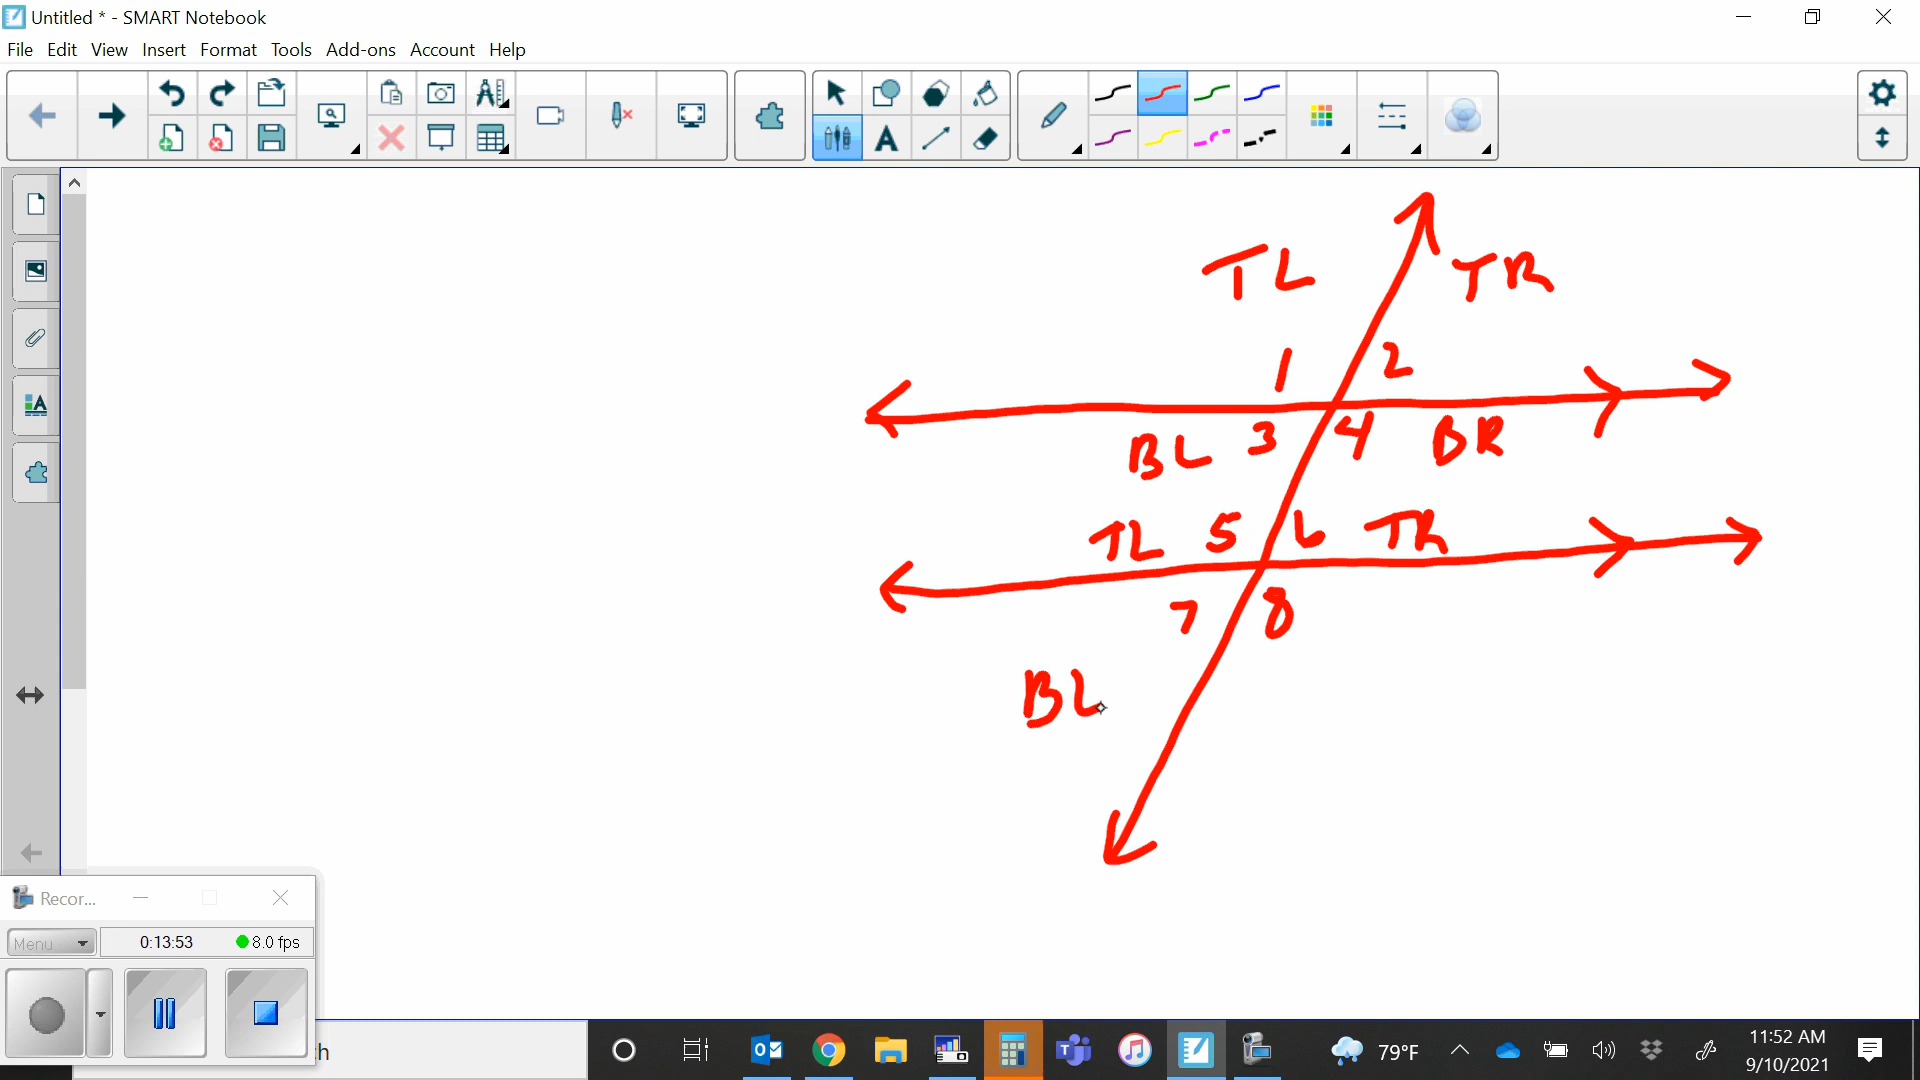 Untitled * - SMART Notebook
File Edit View Insert Format Tools Add-ons Account Help
TL TR
1 2
BL 3 4 BR
TL 5 6 TR
7 8
BL
Recor...
Menu 0:13:53 8.0 fps
h
79°F
11:52 AM
9/10/2021